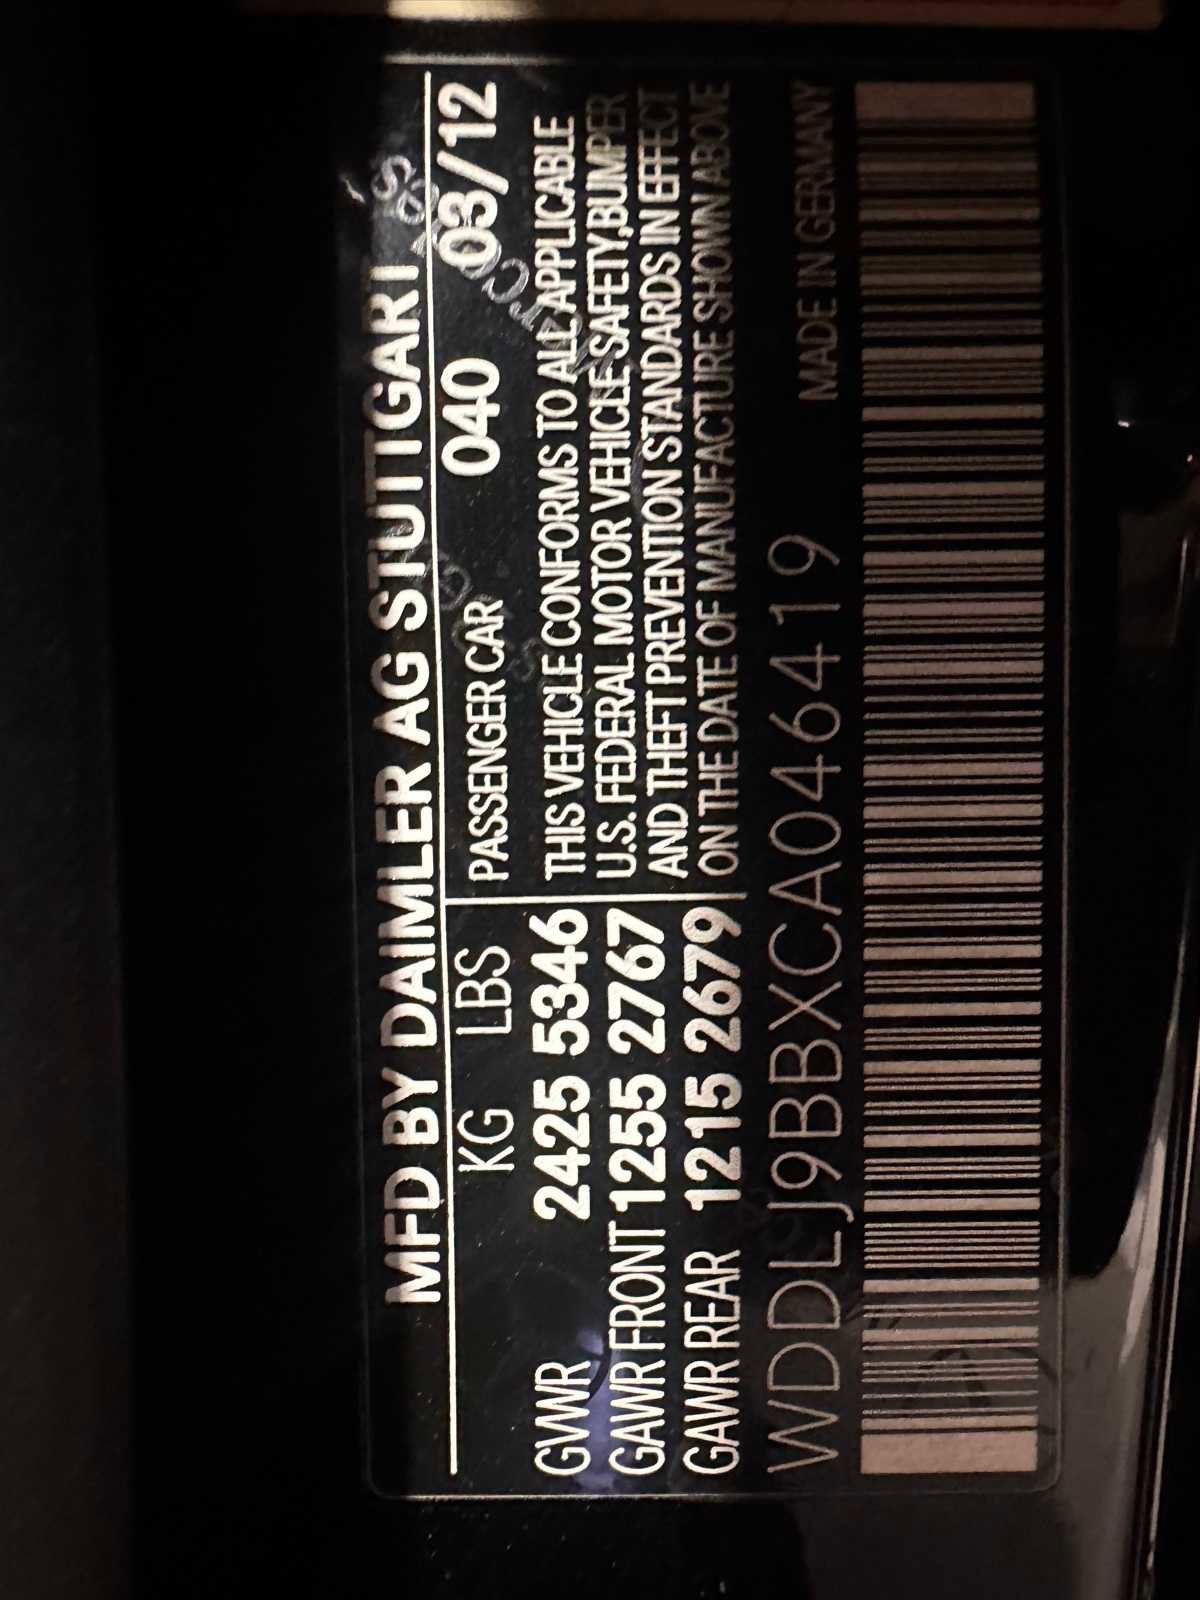 MFD BY DAIMLER AG STUTTGART
KG LBS PASSENGER CAR 040 03/12
GVWR 2425 5346 THIS VEHICLE CONFORMS TO ALL APPLICABLE
GAWR FRONT 1255 2767 U.S. FEDERAL MOTOR VEHICLE SAFETY,BUMPER
AND THEFT PREVENTION STANDARDS IN EFFECT
GAWR REAR 1215 2679 ON THE DATE OF MANUFACTURE SHOWN ABOVE
WDDLJ9BBXCA046419 MADE IN GERMANY